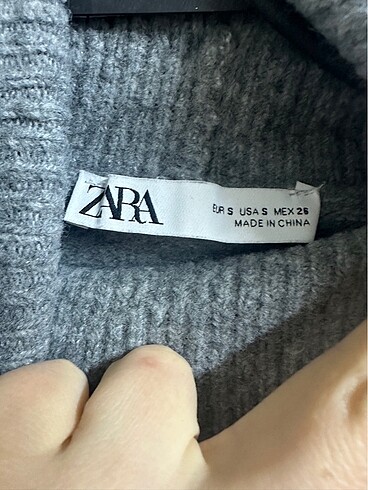 ZARA
EUR S USA S MEX 26
MADE IN CHINA